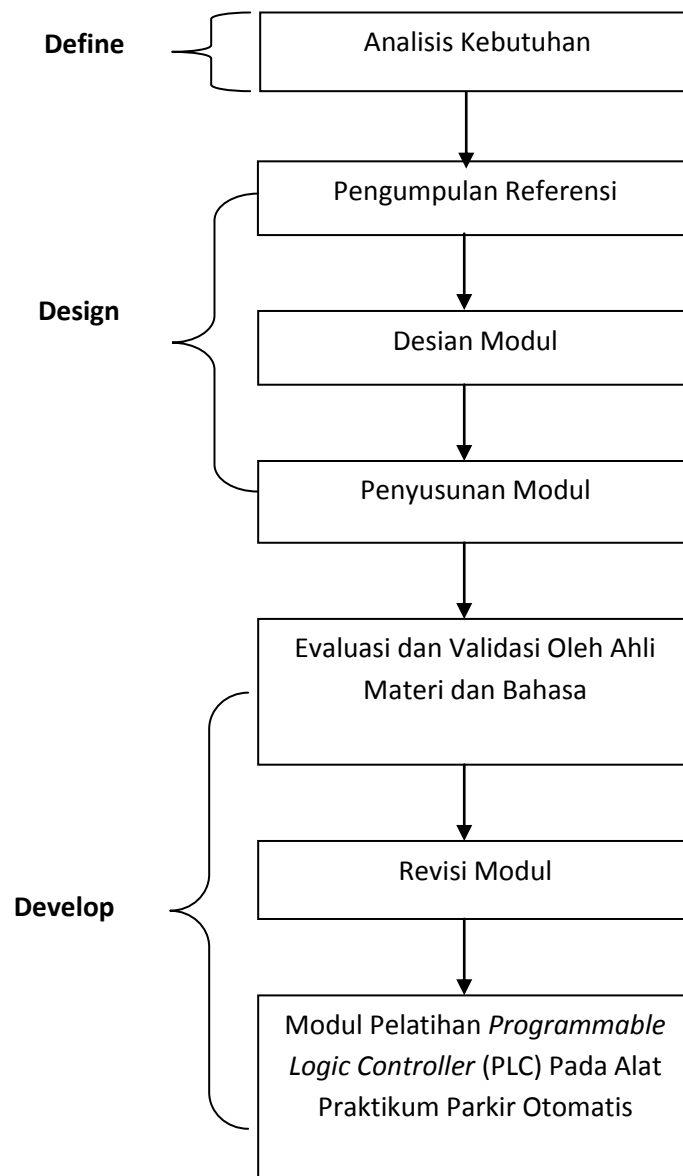 Define
Analisis Kebutuhan
Pengumpulan Referensi
Design
Desian Modul
Penyusunan Modul
Evaluasi dan Validasi Oleh Ahli
Materi dan Bahasa
Revisi Modul
Develop
Modul Pelatihan Programmable
Logic Controller (PLC) Pada Alat
Praktikum Parkir Otomatis